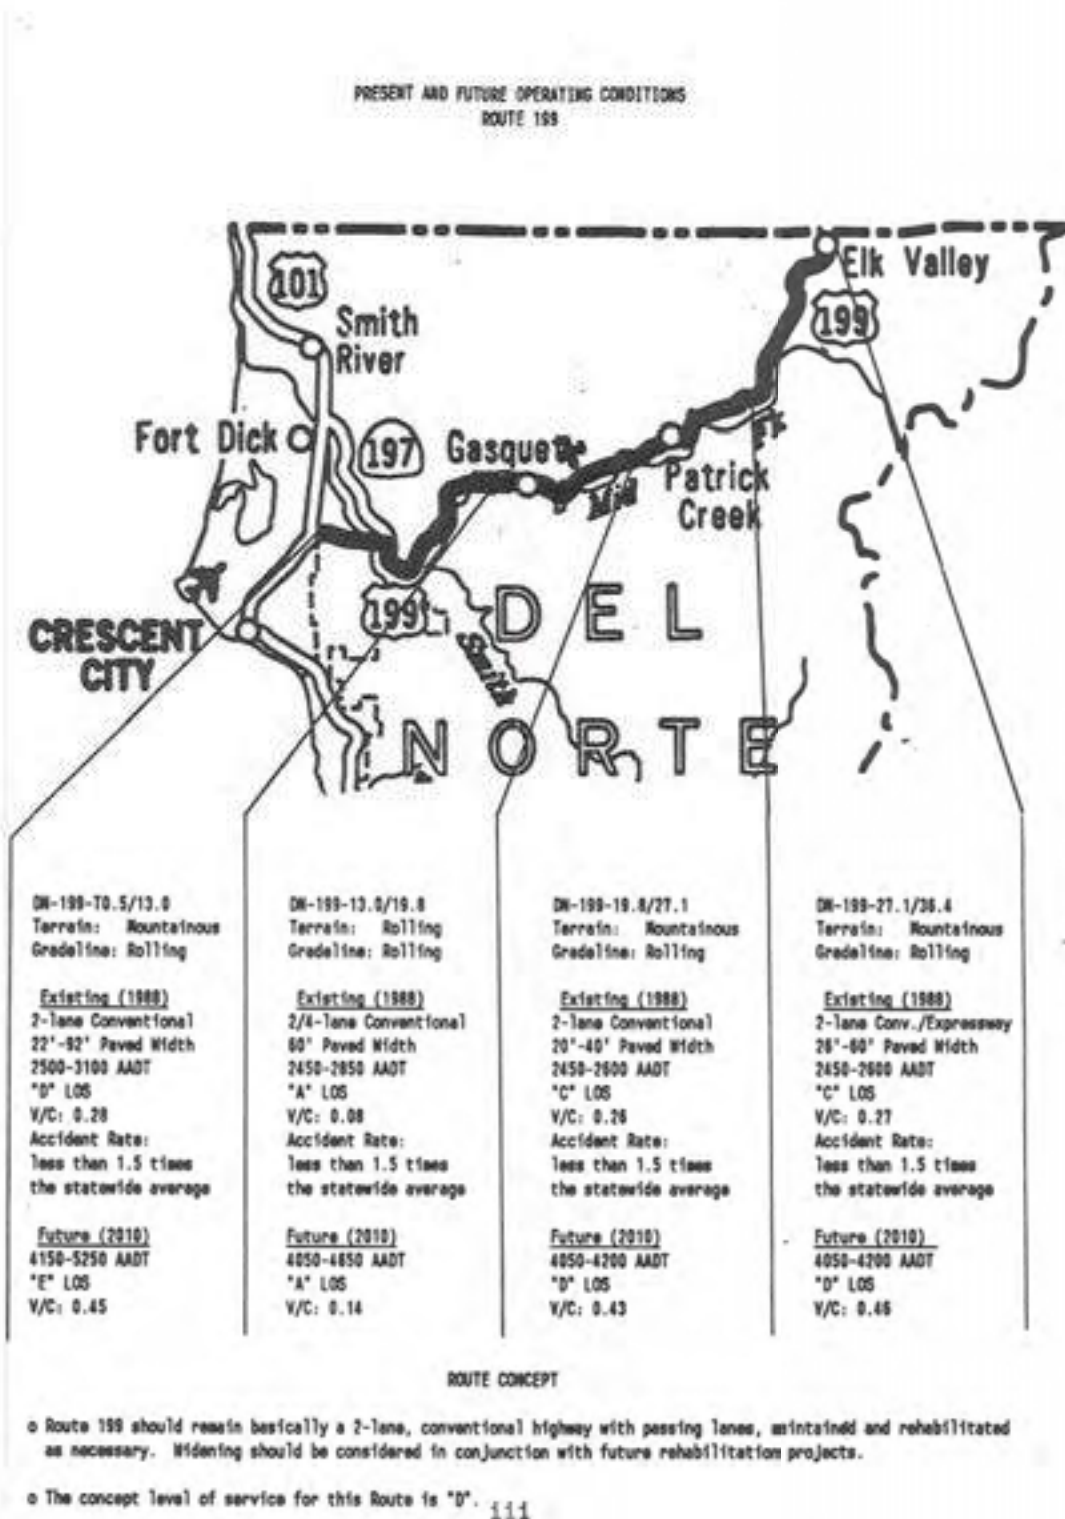 PRESENT AND FUTURE OPERATING CONDITIONS
ROUTE 199
101
Smith
River
Elk Valley
199
Fort Dick
197
Gasquet
Mid
Patrick
Creek
CRESCENT
CITY
199
Smith
DEL
NORTE
DN-199-T0.5/13.0
Terrain: Mountainous
Gradeline: Rolling
Existing (1988)
2-lane Conventional
22'-92' Paved Width
2500-3100 AADT
"D" LOS
V/C: 0.28
Accident Rate:
less than 1.5 times
the statewide average
Future (2010)
4150-5250 AADT
"E" LOS
V/C: 0.45
DN-199-13.0/19.8
Terrain: Rolling
Gradeline: Rolling
Existing (1988)
2/4-lane Conventional
60' Paved Width
2450-2850 AADT
"A" LOS
V/C: 0.08
Accident Rate:
less than 1.5 times
the statewide average
Future (2010)
4050-4650 AADT
"A" LOS
V/C: 0.14
DN-199-19.8/27.1
Terrain: Mountainous
Gradeline: Rolling
Existing (1988)
2-lane Conventional
20'-40' Paved Width
2450-2600 AADT
"C" LOS
V/C: 0.26
Accident Rate:
less than 1.5 times
the statewide average
Future (2010)
4050-4200 AADT
"D" LOS
V/C: 0.43
DN-199-27.1/36.4
Terrain: Mountainous
Gradeline: Rolling
Existing (1988)
2-lane Conv./Expressway
26'-60' Paved Width
2450-2600 AADT
"C" LOS
V/C: 0.27
Accident Rate:
less than 1.5 times
the statewide average
Future (2010)
4050-4200 AADT
"D" LOS
V/C: 0.46
ROUTE CONCEPT
o Route 199 should remain basically a 2-lane, conventional highway with passing lanes, maintained and rehabilitated
as necessary. Widening should be considered in conjunction with future rehabilitation projects.
o The concept level of service for this Route is "D".
iii